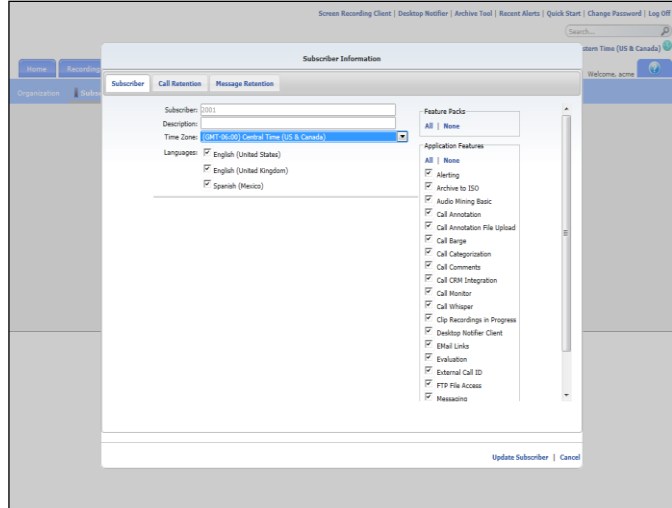 Screen Recording Client | Desktop Notifier | Archive Tool | Recent Alerts | Quick Start | Change Password | Log Off
Search...
stern Time (US & Canada)
Home
Recording
Welcome, acme
Organization
Subs
Subscriber Information
Subscriber
Call Retention
Message Retention
Subscriber: 2001
Description:
Time Zone: (GMT-06:00) Central Time (US & Canada)
Languages:
English (United States)
English (United Kingdom)
Spanish (Mexico)
Feature Packs
All | None
Application Features
All | None
Alerting
Archive to ISO
Audio Mining Basic
Call Annotation
Call Annotation File Upload
Call Barge
Call Categorization
Call Comments
Call CRM Integration
Call Monitor
Call Whisper
Clip Recordings in Progress
Desktop Notifier Client
EMail Links
Evaluation
External Call ID
FTP File Access
Messaging
Update Subscriber | Cancel